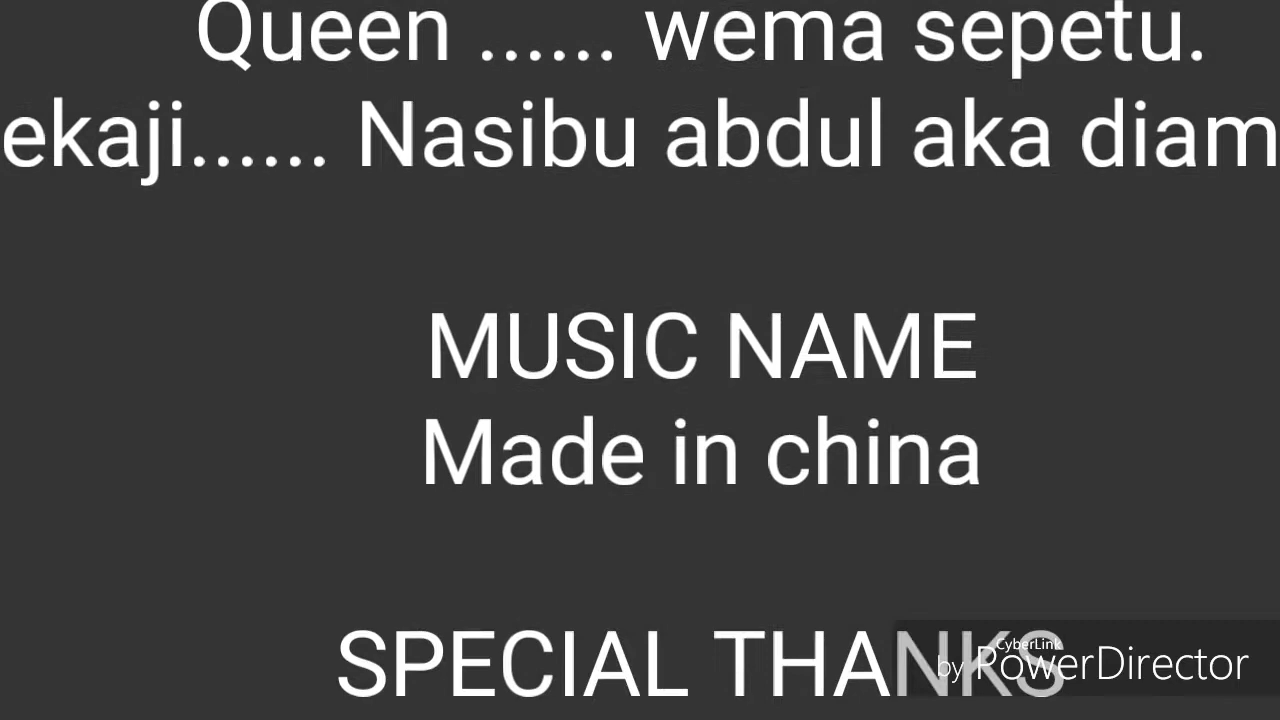 Queen ...... wema sepetu.
ekaji...... Nasibu abdul aka diam
MUSIC NAME
Made in china
SPECIAL THANKS
CyberLink
by PowerDirector